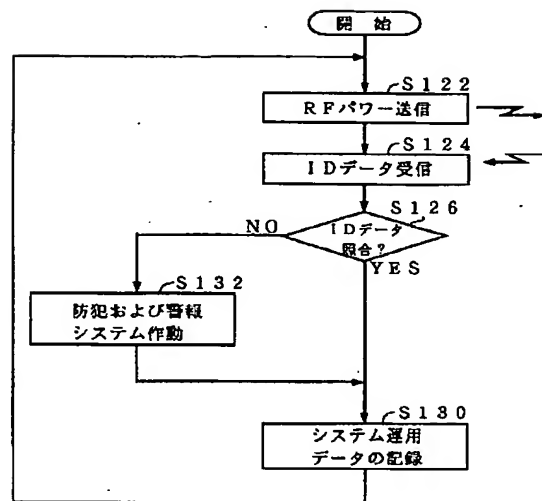 開始
S122
RFパワー送信
S124
IDデータ受信
S126
IDデータ
照合?
NO
YES
S132
防犯および警報
システム作動
S130
システム運用
データの記録